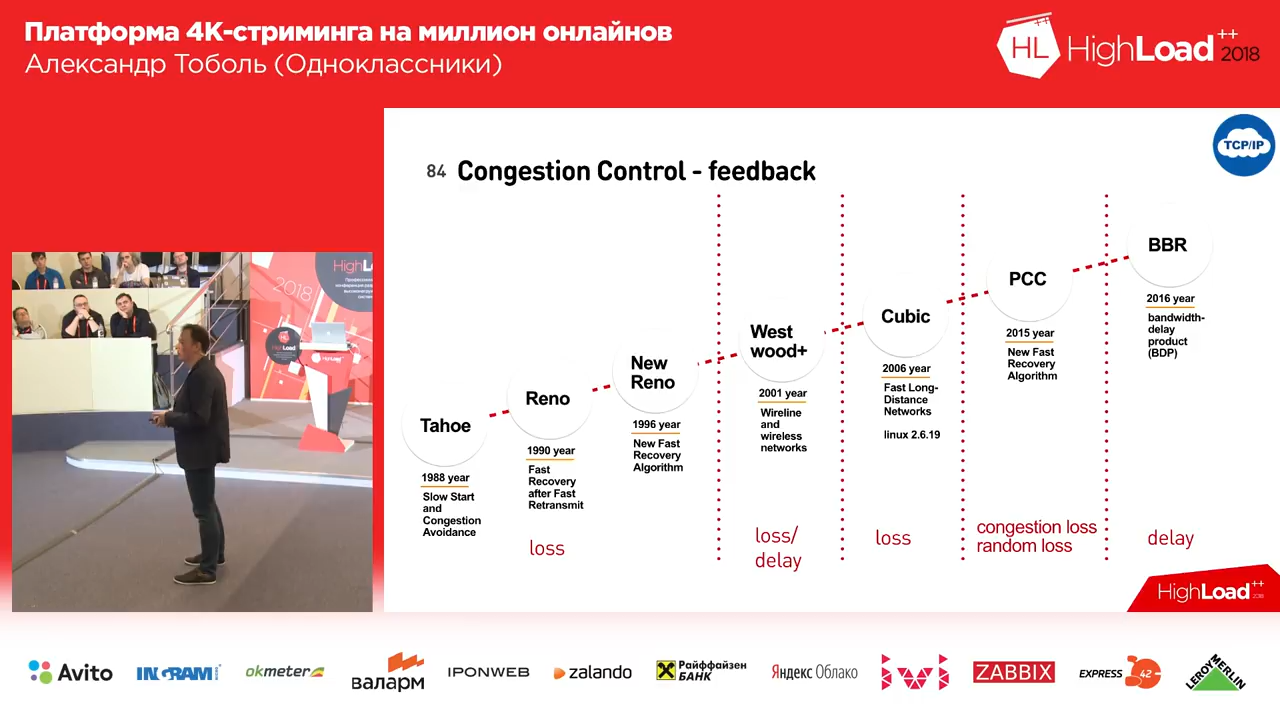 Платформа 4К-стриминга на миллион онлайнов
Александр Тоболь (Одноклассники)
HL HighLoad++ 2018
TCP/IP
84 Congestion Control - feedback
Tahoe
1988 year
Slow Start
and
Congestion
Avoidance
Reno
1990 year
Fast
Recovery
after Fast
Retransmit
loss
New
Reno
1996 year
New Fast
Recovery
Algorithm
West
wood+
2001 year
Wireline
and
wireless
networks
loss/
delay
Cubic
2006 year
Fast Long-
Distance
Networks
linux 2.6.19
loss
PCC
2015 year
New Fast
Recovery
Algorithm
congestion loss
random loss
BBR
2016 year
bandwidth-
delay
product
(BDP)
delay
HighLoad++ 2018
2018
HighLoad
Avito
INGRAM
okmeter
ВАЛАРМ
IPONWEB
zalando
Райффайзен
БАНК
Яндекс Облако
ivi
ZABBIX
EXPRESS 42
LEROY MERLIN